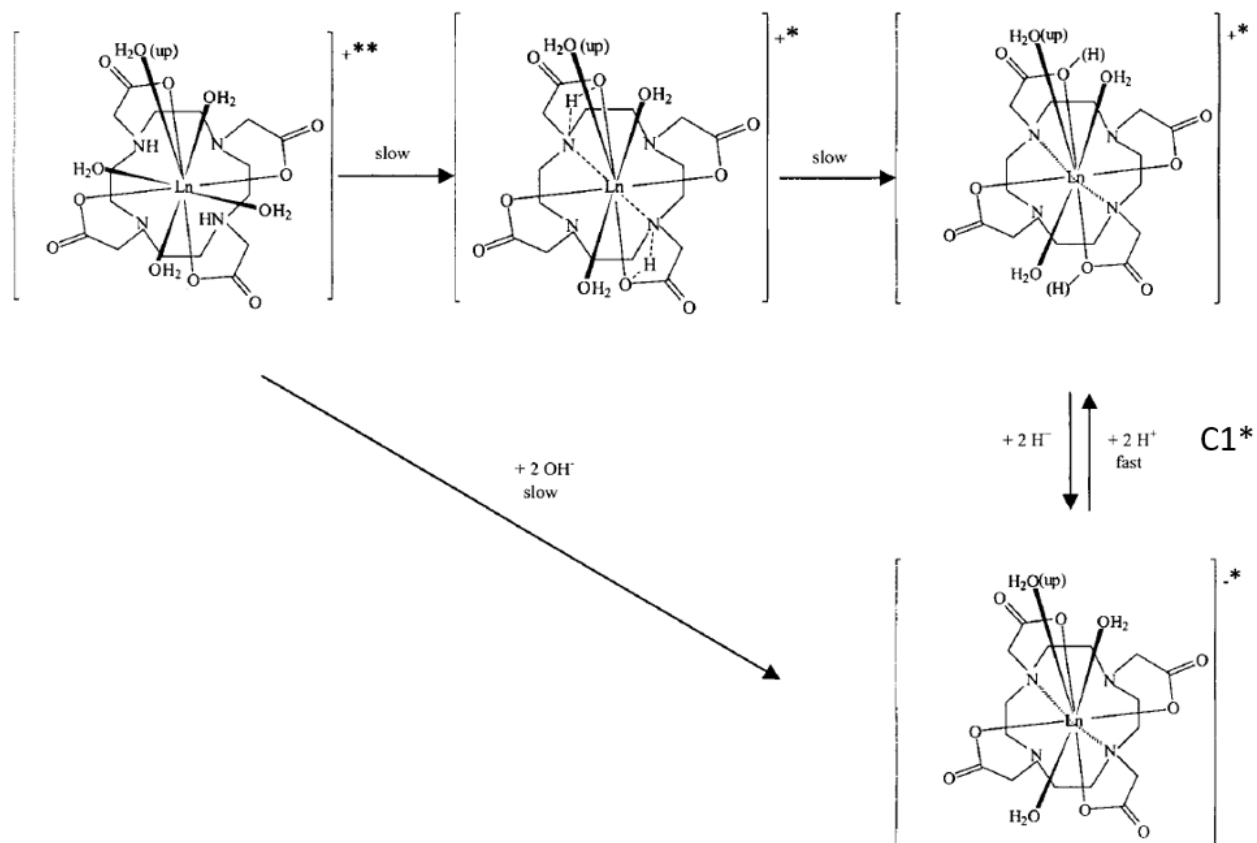 +**
H₂O(up)
O
O
OH₂
NH
N
O
H₂O
Ln
O
O
OH₂
N
HN
O
OH₂
O
O
slow
+*
H₂O (up)
O
O
H
OH₂
N
N
O
Ln
O
O
N
N
O
H
OH₂
O
O
slow
+*
H₂O(up)
(H)
O
O
OH₂
N
N
O
Ln
O
O
N
N
O
H₂O
O
(H)
O
+ 2 OH⁻
slow
+ 2 H⁻
+ 2 H⁺
fast
C1*
-*
H₂O(up)
O
O
OH₂
N
N
O
Ln
O
O
N
N
O
H₂O
O
O